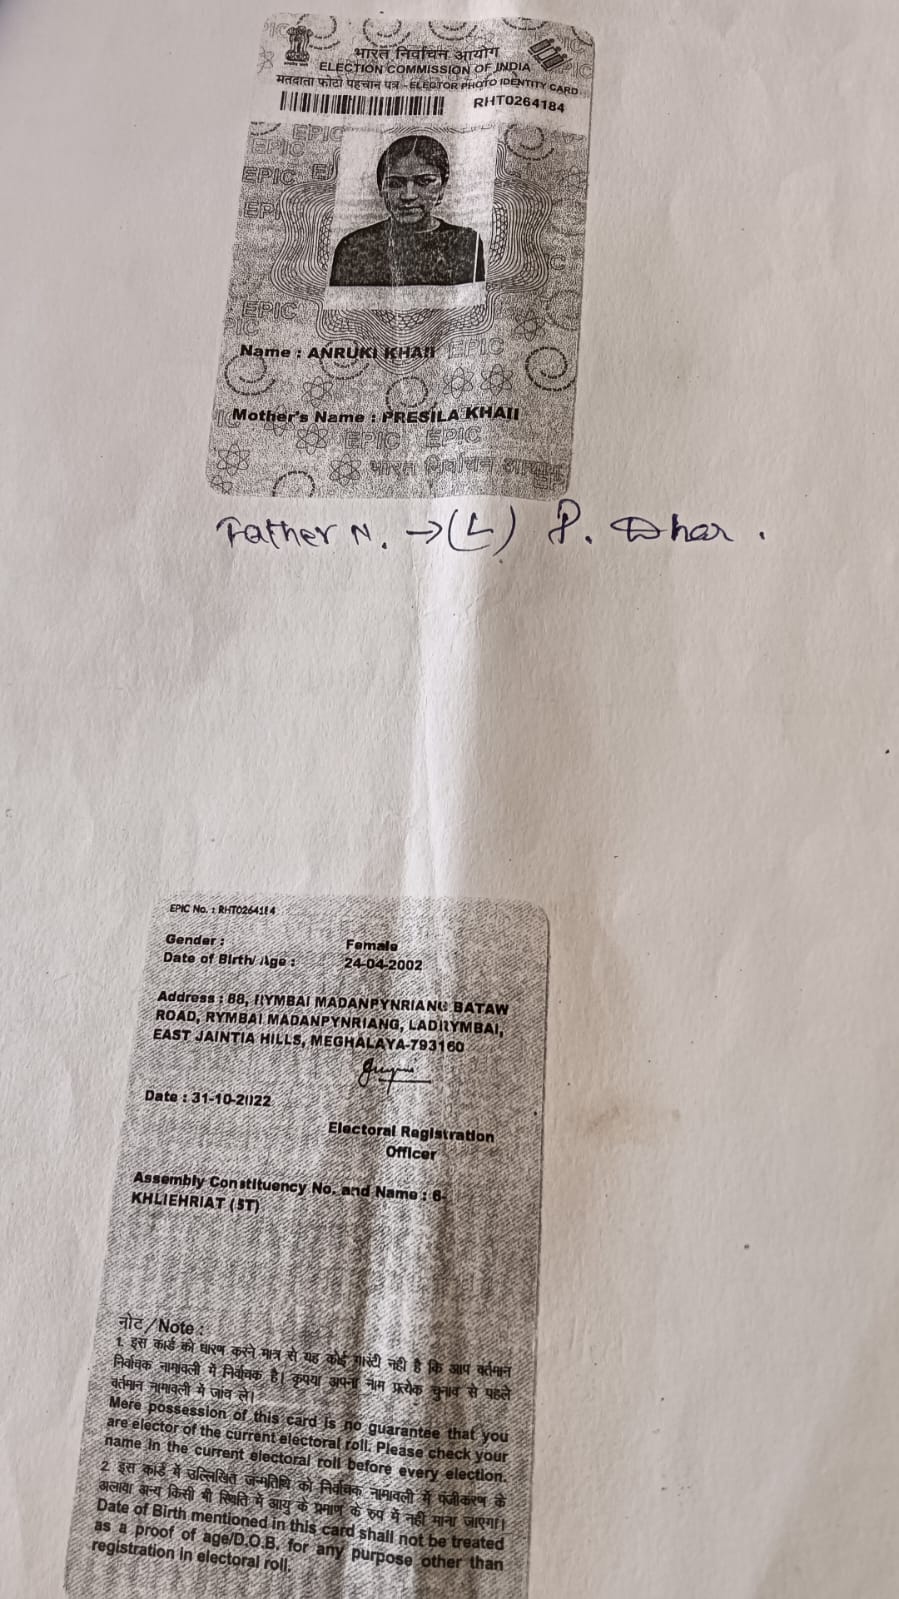 भारत निर्वाचन आयोग
ELECTION COMMISSION OF INDIA
मतदाता फोटो पहचान पत्र - ELECTOR PHOTO IDENTITY CARD
RHT0264184
Name : ANRUKI KHAII
Mother's Name : PRESILA KHAII
Father N. → (L) P. Dhar .
EPIC No. : RHT0264184
Gender : Female
Date of Birth/ Age : 24-04-2002
Address : 88, RYMBAI MADANPYNRIANG BATAW
ROAD, RYMBAI MADANPYNRIANG, LADRYMBAI,
EAST JAINTIA HILLS, MEGHALAYA-793160
Date : 31-10-2022
Electoral Registration
Officer
Assembly Constituency No. and Name : 6-
KHLIEHRIAT (ST)
नोट /Note :
1. इस कार्ड को धारण करने मात्र से यह कोई गारंटी नही है कि आप वर्तमान
निर्वाचक नामावली में निर्वाचक है। कृपया अपना नाम प्रत्येक चुनाव से पहले
वर्तमान नामावली में जांच ले।
Mere possession of this card is no guarantee that you
are elector of the current electoral roll. Please check your
name in the current electoral roll before every election.
2. इस कार्ड में उल्लिखित जन्मतिथि को निर्वाचक नामावली में पंजीकरण के
अलावा अन्य किसी भी स्थिति में आयु के प्रमाण के रुप में नही माना जाएगा।
Date of Birth mentioned in this card shall not be treated
as a proof of age/D.O.B. for any purpose other than
registration in electoral roll.